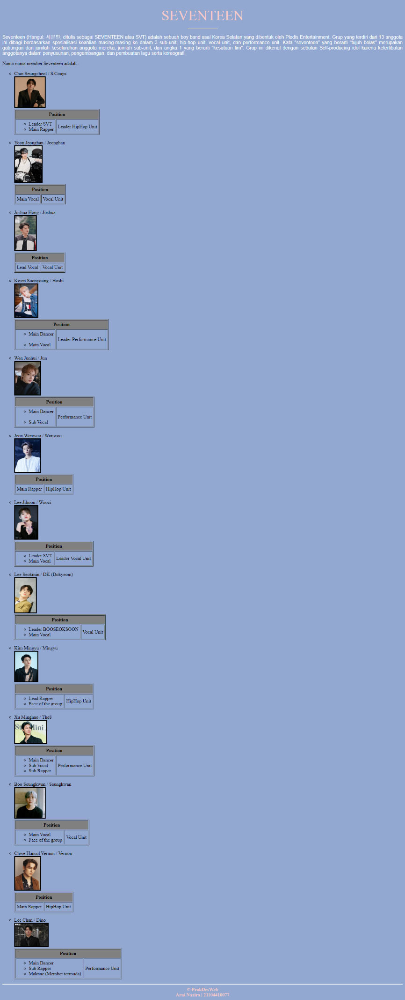 SEVENTEEN
Seventeen (Hangul: 세븐틴; ditulis sebagai SEVENTEEN atau SVT) adalah sebuah boy band asal Korea Selatan yang dibentuk oleh Pledis Entertainment. Grup yang terdiri dari 13 anggota
ini dibagi berdasarkan spesialisasi keahlian masing-masing ke dalam 3 sub-unit; hip-hop unit, vocal unit, dan performance unit. Kata "seventeen" yang berarti "tujuh belas" merupakan
gabungan dari jumlah keseluruhan anggota mereka, jumlah sub-unit, dan angka 1 yang berarti "kesatuan tim". Grup ini dikenal dengan sebutan Self-producing idol karena keterlibatan
anggotanya dalam penyusunan, pengembangan, dan pembuatan lagu serta koreografi.
Nama-nama member Seventeen adalah :
Choi Seungcheol / S.Coups
Position
Leader SVT
Main Rapper
Leader HipHop Unit
Yoon Jeonghan / Jeonghan
Position
Main Vocal Vocal Unit
Joshua Hong / Joshua
Position
Lead Vocal Vocal Unit
Kwon Soonyoung / Hoshi
Position
Main Dancer
Leader Performance Unit
Main Vocal
Wen Junhui / Jun
Position
Main Dancer
Performance Unit
Sub Vocal
Jeon Wonwoo / Wonwoo
Position
Main Rapper HipHop Unit
Lee Jihoon / Woozi
Position
Leader SVT
Main Vocal
Leader Vocal Unit
Lee Seokmin / DK (Dokyeom)
Position
Leader BOOSEOKSOON
Main Vocal
Vocal Unit
Kim Mingyu / Mingyu
Position
Lead Rapper
Face of the group
HipHop Unit
Xu Minghao / The8
8t Mini
Position
Main Dancer
Sub Vocal
Sub Rapper
Performance Unit
Boo Seungkwan / Seungkwan
Position
Main Vocal
Face of the group
Vocal Unit
Chwe Hansol Vernon / Vernon
Position
Main Rapper HipHop Unit
Lee Chan / Dino
Position
Main Dancer
Sub Rapper
Maknae (Member termuda)
Performance Unit
© PrakDesWeb
Arni Nazira | 21104410077